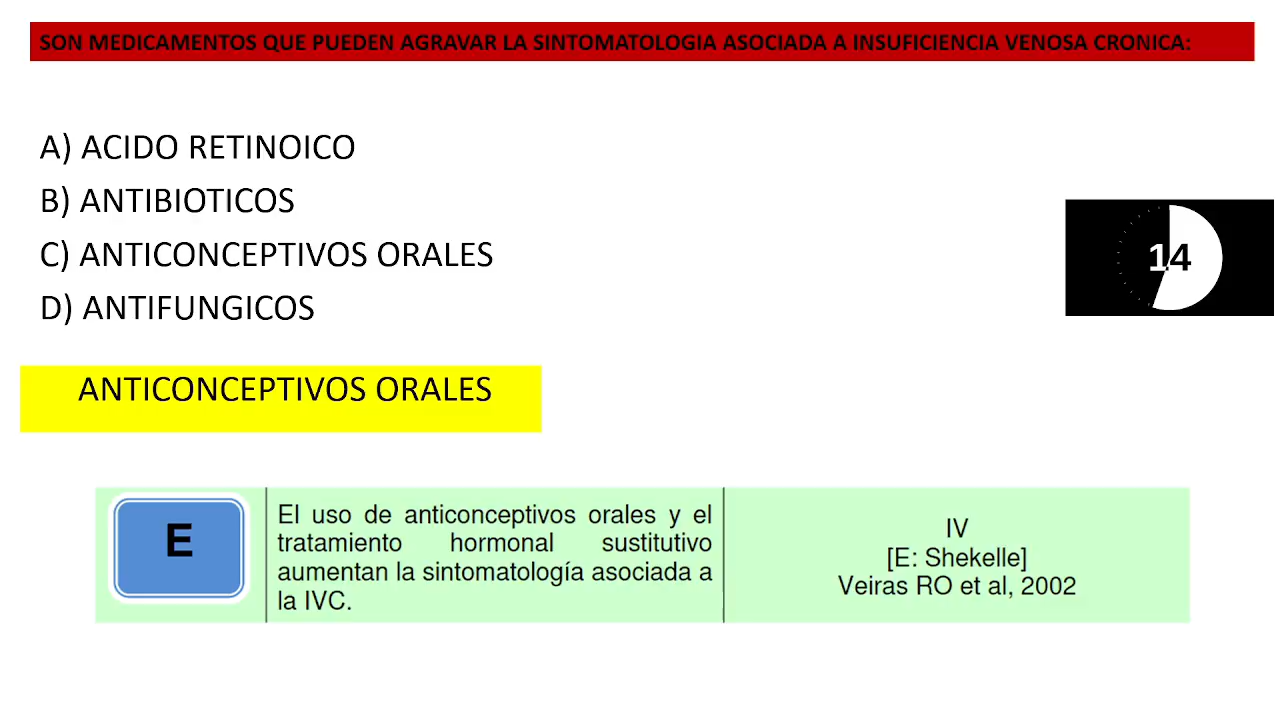 SON MEDICAMENTOS QUE PUEDEN AGRAVAR LA SINTOMATOLOGIA ASOCIADA A INSUFICIENCIA VENOSA CRONICA:
A) ACIDO RETINOICO
B) ANTIBIOTICOS
C) ANTICONCEPTIVOS ORALES
D) ANTIFUNGICOS
14
ANTICONCEPTIVOS ORALES
E
El uso de anticonceptivos orales y el
tratamiento hormonal sustitutivo
aumentan la sintomatología asociada a
la IVC.
IV
[E: Shekelle]
Veiras RO et al, 2002